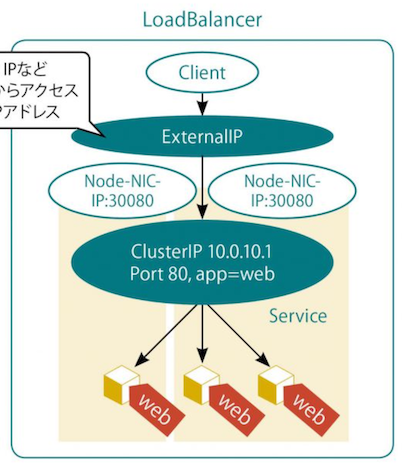 LoadBalancer
Client
IPなど
からアクセス
Pアドレス
ExternalIP
Node-NIC-
IP:30080
Node-NIC-
IP:30080
ClusterIP 10.0.10.1
Port 80, app=web
Service
web
web
web